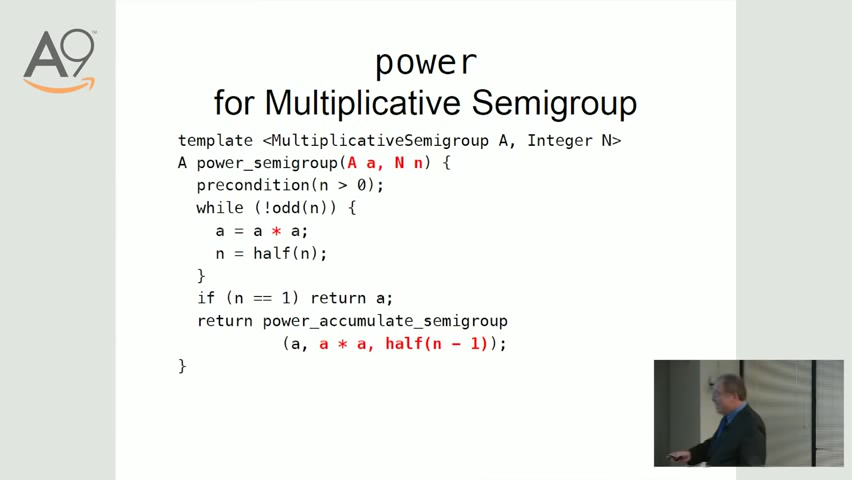 A9
power
for Multiplicative Semigroup
template <MultiplicativeSemigroup A, Integer N>
A power_semigroup(A a, N n) {
precondition(n > 0);
while (!odd(n)) {
a = a * a;
n = half(n);
}
if (n == 1) return a;
return power_accumulate_semigroup
(a, a * a, half(n - 1));
}